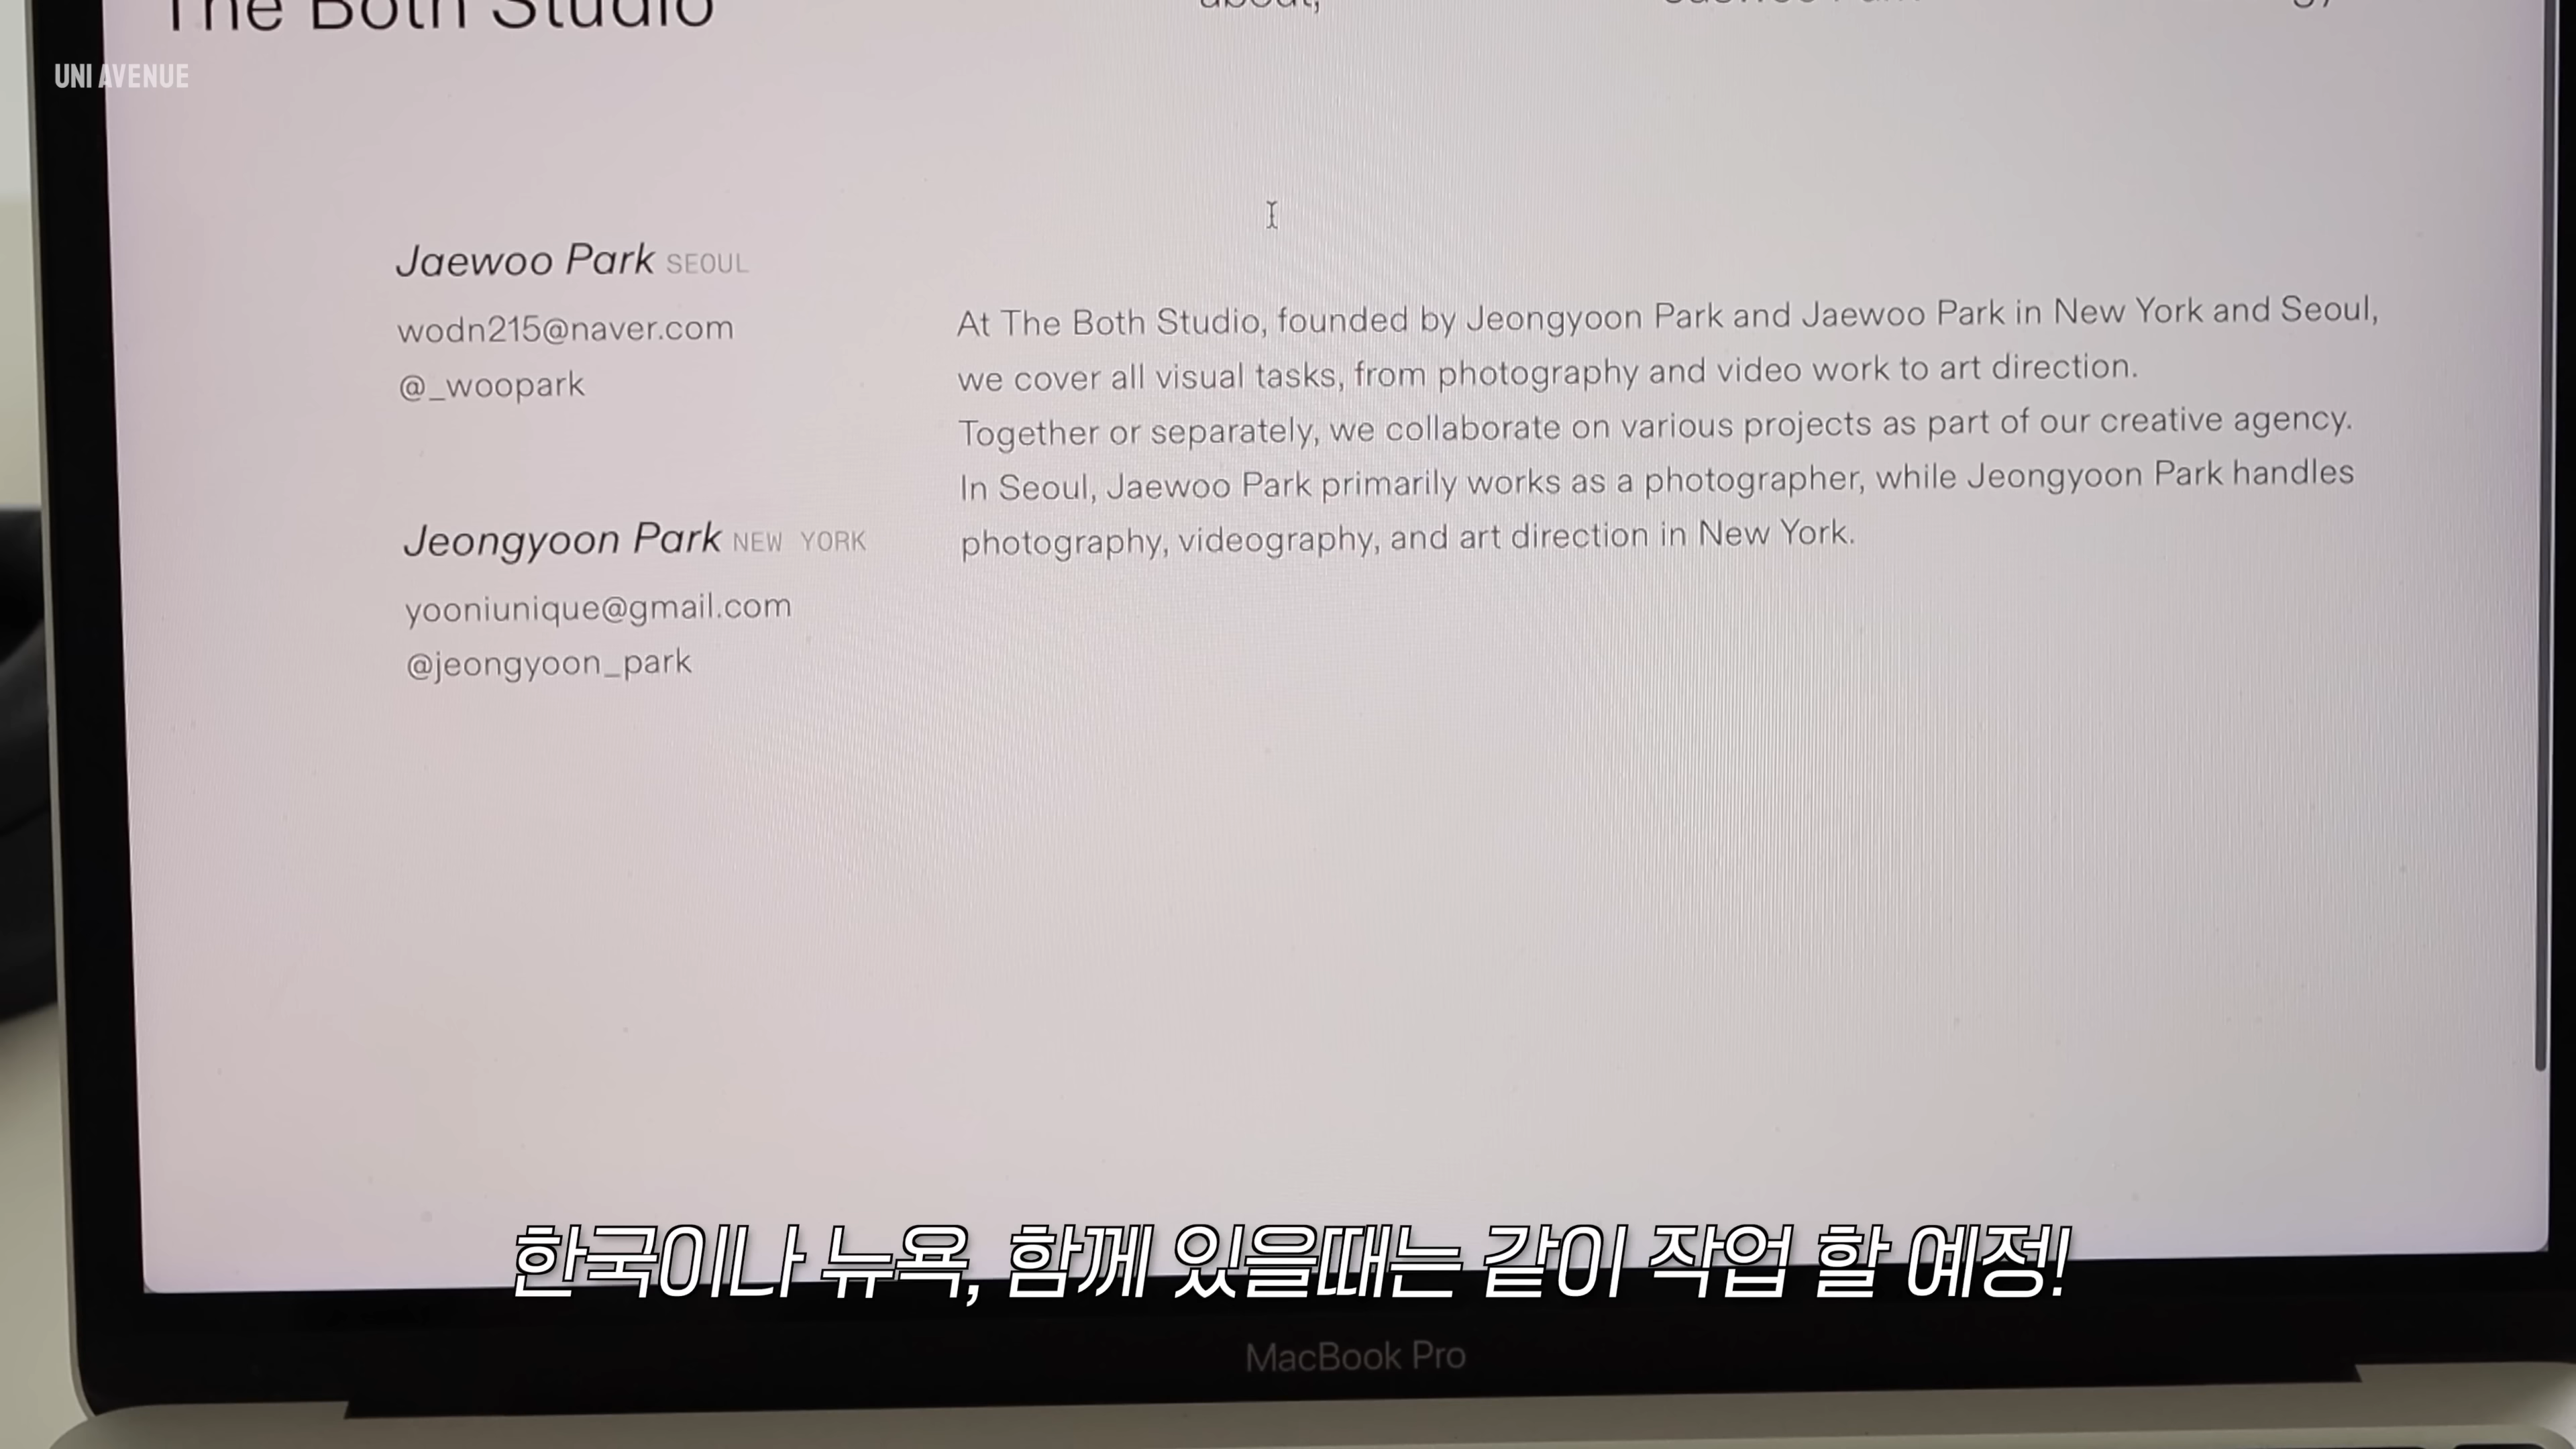 The Both Studio
about,
UNI AVENUE
Jaewoo Park SEOUL
wodn215@naver.com
@_woopark
Jeongyoon Park NEW YORK
yooniunique@gmail.com
@jeongyoon_park
At The Both Studio, founded by Jeongyoon Park and Jaewoo Park in New York and Seoul,
we cover all visual tasks, from photography and video work to art direction.
Together or separately, we collaborate on various projects as part of our creative agency.
In Seoul, Jaewoo Park primarily works as a photographer, while Jeongyoon Park handles
photography, videography, and art direction in New York.
한국이나 뉴욕, 함께 있을때는 같이 작업 할 예정!
MacBook Pro